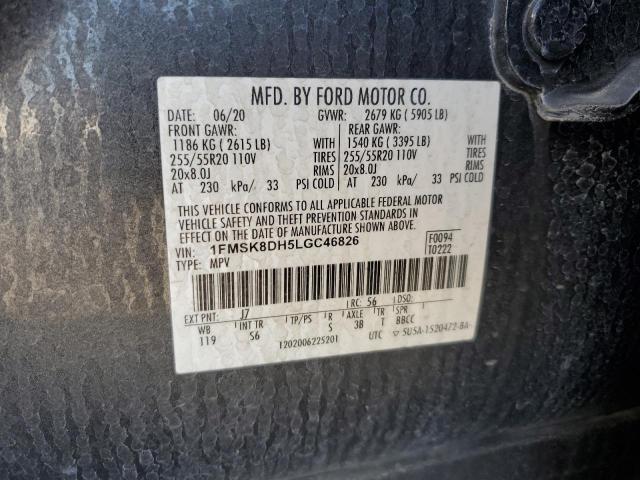 MFD. BY FORD MOTOR CO.
DATE: 06/20 GVWR: 2679 KG ( 5905 LB)
FRONT GAWR: REAR GAWR:
1186 KG ( 2615 LB) 1540 KG ( 3395 LB)
255/55R20 110V TIRES 255/55R20 110V TIRES
20x8.0J RIMS 20x8.0J RIMS
AT 230 kPa/ 33 PSI COLD AT 230 kPa/ 33 PSI COLD
THIS VEHICLE CONFORMS TO ALL APPLICABLE FEDERAL MOTOR
VEHICLE SAFETY AND THEFT PREVENTION STANDARDS IN
EFFECT ON THE DATE OF MANUFACTURE SHOWN ABOVE.
VIN: 1FMSK8DH5LGC46826 F0094
TYPE: MPV T0222
EXT PNT: J7 RC: 56 DSO:
WB INT TR TP/PS R AXLE TR SPR
119 S6 S 3B T BBCC
1202006225201 UTC ▽ 5U5A-1520472-BA